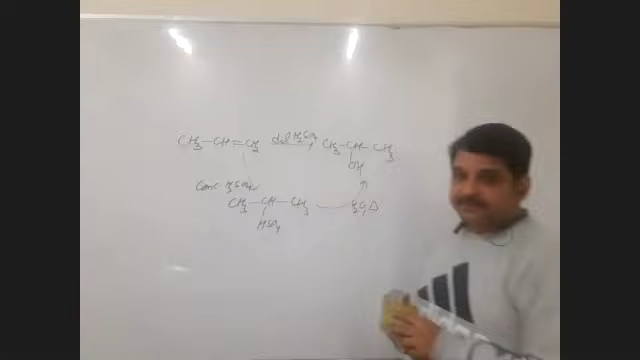 CH3-CH=CH2 dil H2SO4 CH3-CH-CH3
OH
Conc. H2SO4
CH3-CH-CH3 H2O, Δ
HSO4